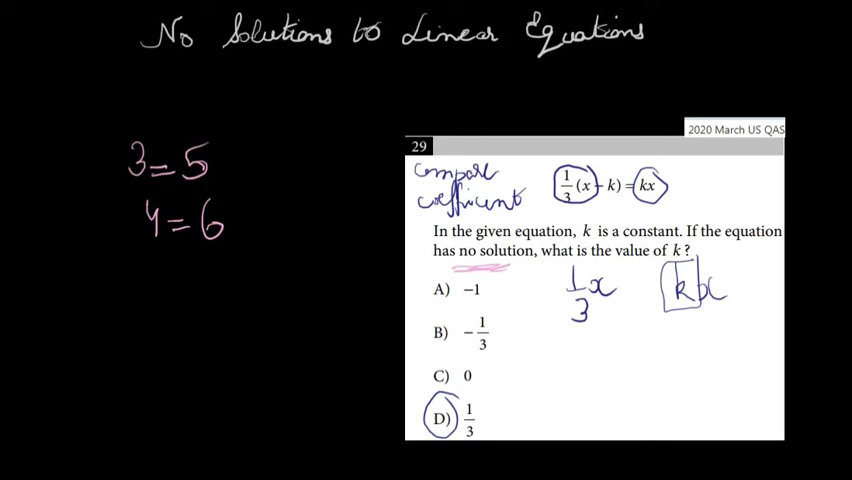 No Solutions to Linear Equations
3=5
4=6
2020 March US QAS
29
compare
coefficient
1/3 (x − k) = kx
In the given equation, k is a constant. If the equation
has no solution, what is the value of k ?
1/3 x kx
A) −1
B) − 1/3
C) 0
D) 1/3